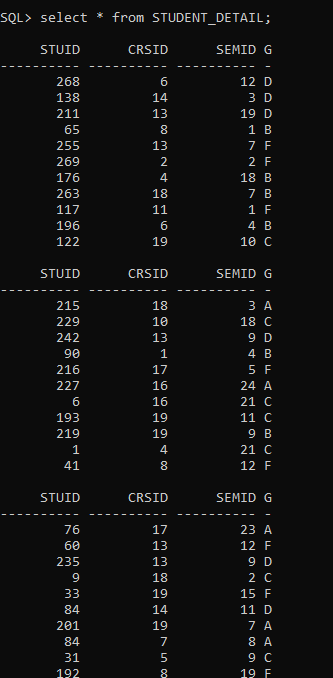 SQL> select * from STUDENT_DETAIL;
STUID CRSID SEMID G
---------- ---------- ---------- -
268 6 12 D
138 14 3 D
211 13 19 D
65 8 1 B
255 13 7 F
269 2 2 F
176 4 18 B
263 18 7 B
117 11 1 F
196 6 4 B
122 19 10 C
STUID CRSID SEMID G
---------- ---------- ---------- -
215 18 3 A
229 10 18 C
242 13 9 D
90 1 4 B
216 17 5 F
227 16 24 A
6 16 21 C
193 19 11 C
219 19 9 B
1 4 21 C
41 8 12 F
STUID CRSID SEMID G
---------- ---------- ---------- -
76 17 23 A
60 13 12 F
235 13 9 D
9 18 2 C
33 19 15 F
84 14 11 D
201 19 7 A
84 7 8 A
31 5 9 C
192 8 19 F